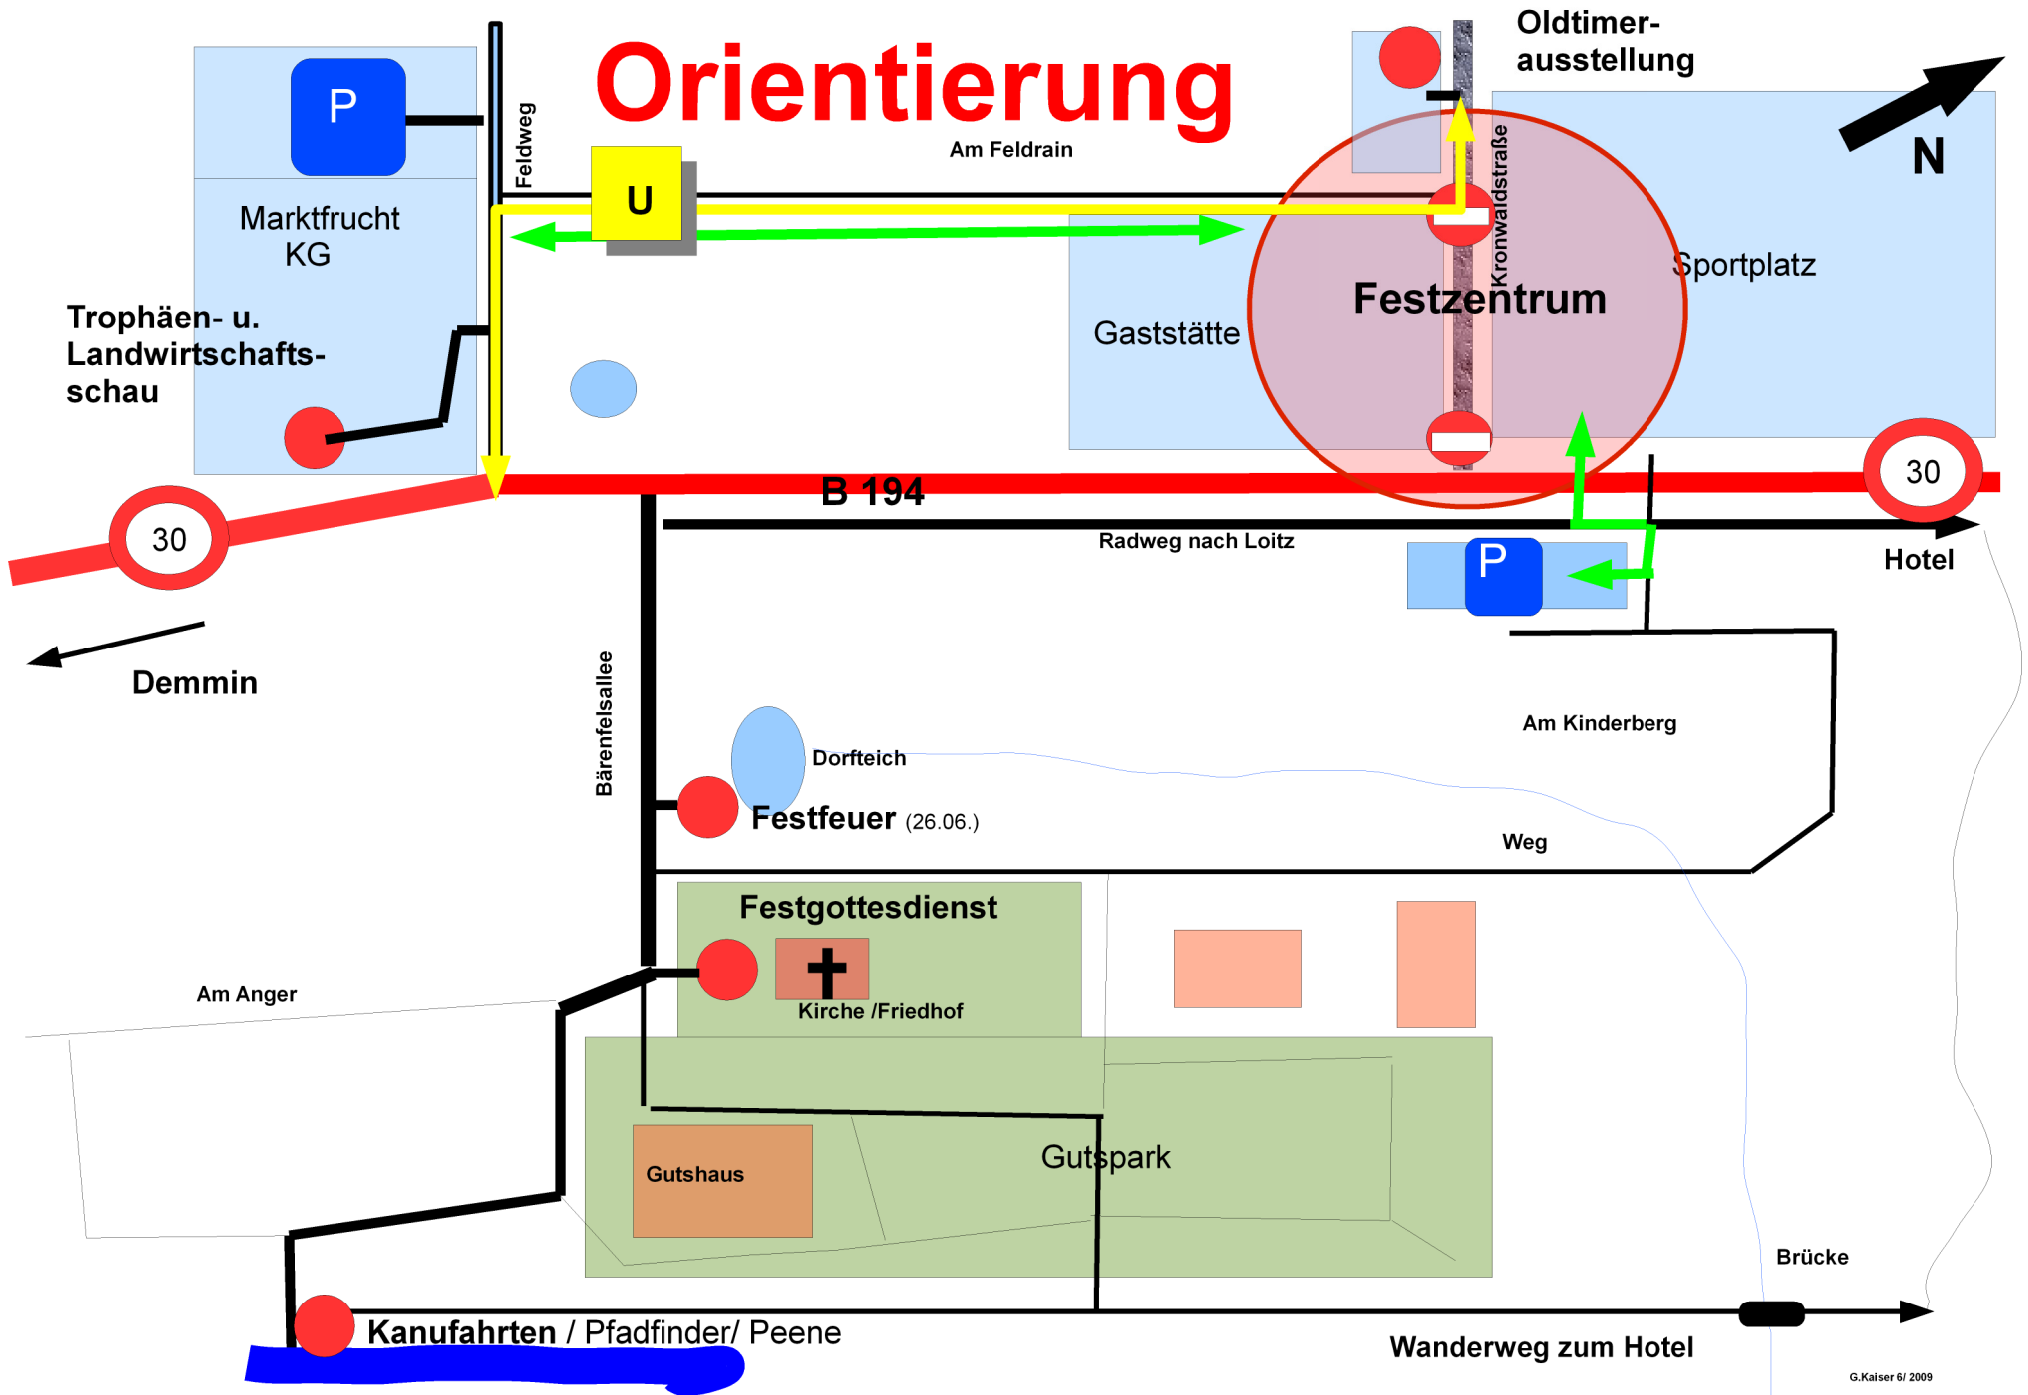 Orientierung
Oldtimer-
ausstellung
P
Feldweg
Am Feldrain
U
Kronwaldstraße
N
Marktfrucht
KG
Sportplatz
Festzentrum
Gaststätte
Trophäen- u.
Landwirtschafts-
schau
30
B 194
30
Radweg nach Loitz
P
Hotel
Demmin
Bärenfelsallee
Am Kinderberg
Dorfteich
Festfeuer (26.06.)
Weg
Festgottesdienst
Am Anger
Kirche /Friedhof
Gutspark
Gutshaus
Brücke
Kanufahrten / Pfadfinder/ Peene
Wanderweg zum Hotel
G.Kaiser 6/ 2009